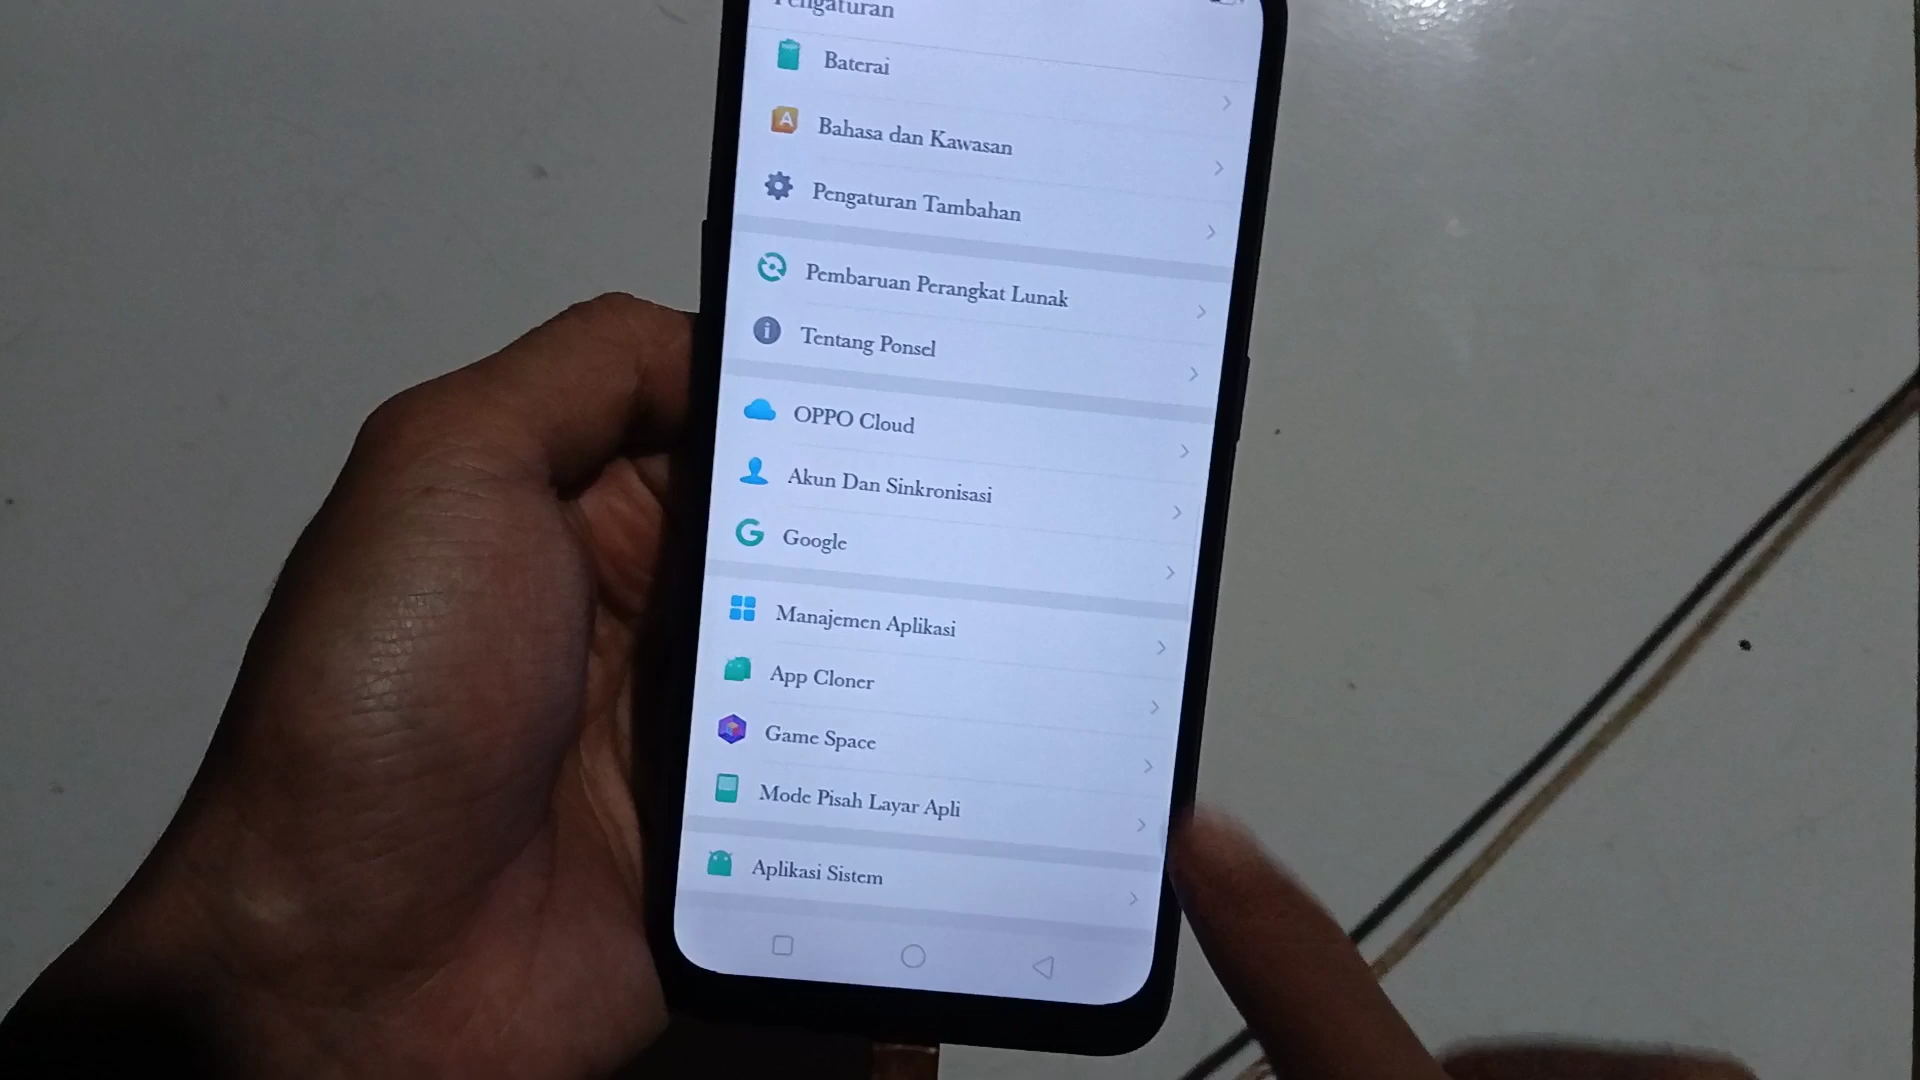 Pengaturan
Baterai
Bahasa dan Kawasan
Pengaturan Tambahan
Pembaruan Perangkat Lunak
Tentang Ponsel
OPPO Cloud
Akun Dan Sinkronisasi
Google
Manajemen Aplikasi
App Cloner
Game Space
Mode Pisah Layar Apli
Aplikasi Sistem